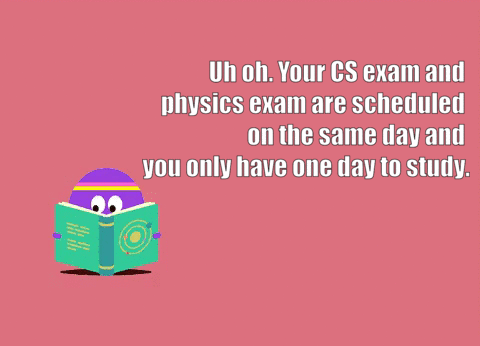 Uh oh. Your CS exam and
physics exam are scheduled
on the same day and
you only have one day to study.